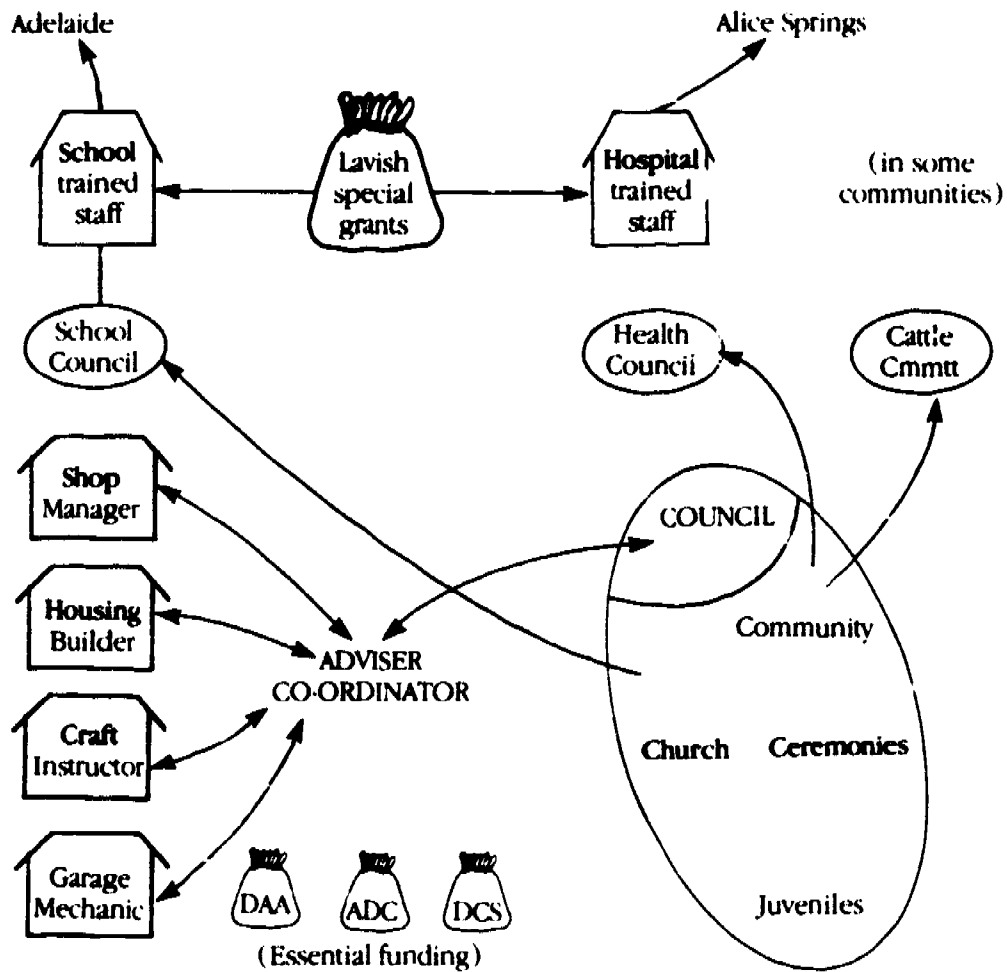 Adelaide
Alice Springs
School
trained
staff
Lavish
special
grants
Hospital
trained
staff
(in some
communities)
School
Council
Health
Council
Cattle
Cmmtt
Shop
Manager
COUNCIL
Housing
Builder
Community
ADVISER
CO-ORDINATOR
Craft
Instructor
Church
Ceremonies
Garage
Mechanic
DAA
ADC
DCS
(Essential funding)
Juveniles